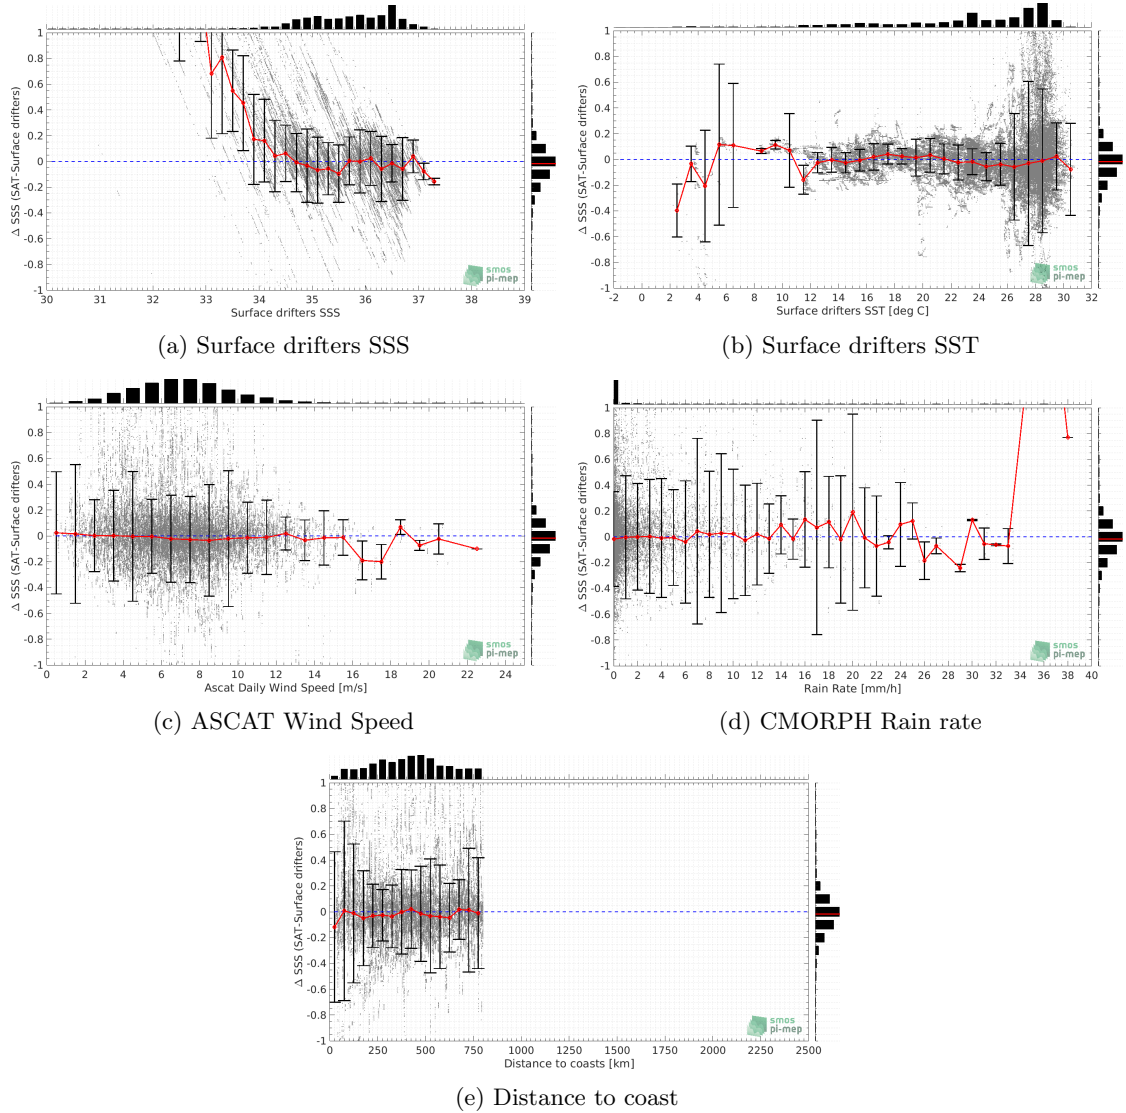 1
0.8
0.6
0.4
0.2
0
-0.2
-0.4
-0.6
-0.8
-1
Δ SSS (SAT-Surface drifters)
smos
pi-mep
30 31 32 33 34 35 36 37 38 39
Surface drifters SSS
(a) Surface drifters SSS
1
0.8
0.6
0.4
0.2
0
-0.2
-0.4
-0.6
-0.8
-1
Δ SSS (SAT-Surface drifters)
smos
pi-mep
-2 0 2 4 6 8 10 12 14 16 18 20 22 24 26 28 30 32
Surface drifters SST [deg C]
(b) Surface drifters SST
1
0.8
0.6
0.4
0.2
0
-0.2
-0.4
-0.6
-0.8
-1
Δ SSS (SAT-Surface drifters)
smos
pi-mep
0 2 4 6 8 10 12 14 16 18 20 22 24
Ascat Daily Wind Speed [m/s]
(c) ASCAT Wind Speed
1
0.8
0.6
0.4
0.2
0
-0.2
-0.4
-0.6
-0.8
-1
Δ SSS (SAT-Surface drifters)
smos
pi-mep
0 2 4 6 8 10 12 14 16 18 20 22 24 26 28 30 32 34 36 38 40
Rain Rate [mm/h]
(d) CMORPH Rain rate
1
0.8
0.6
0.4
0.2
0
-0.2
-0.4
-0.6
-0.8
-1
Δ SSS (SAT-Surface drifters)
smos
pi-mep
0 250 500 750 1000 1250 1500 1750 2000 2250 2500
Distance to coasts [km]
(e) Distance to coast